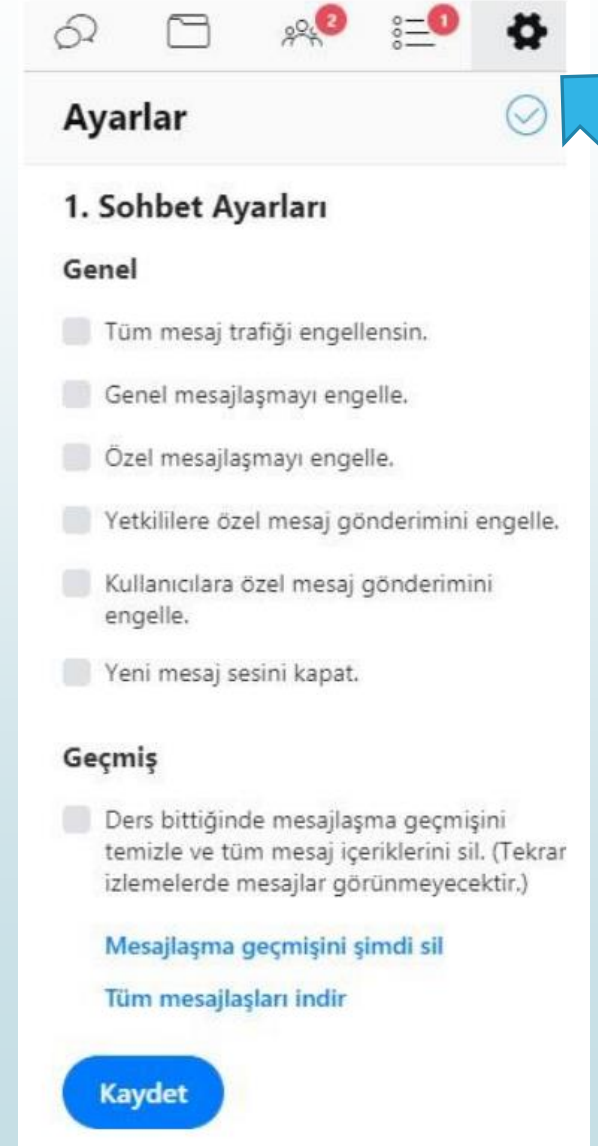 2
1
Ayarlar
1. Sohbet Ayarları
Genel
Tüm mesaj trafiği engellensin.
Genel mesajlaşmayı engelle.
Özel mesajlaşmayı engelle.
Yetkililere özel mesaj gönderimini engelle.
Kullanıcılara özel mesaj gönderimini
engelle.
Yeni mesaj sesini kapat.
Geçmiş
Ders bittiğinde mesajlaşma geçmişini
temizle ve tüm mesaj içeriklerini sil. (Tekrar
izlemelerde mesajlar görünmeyecektir.)
Mesajlaşma geçmişini şimdi sil
Tüm mesajlaşları indir
Kaydet